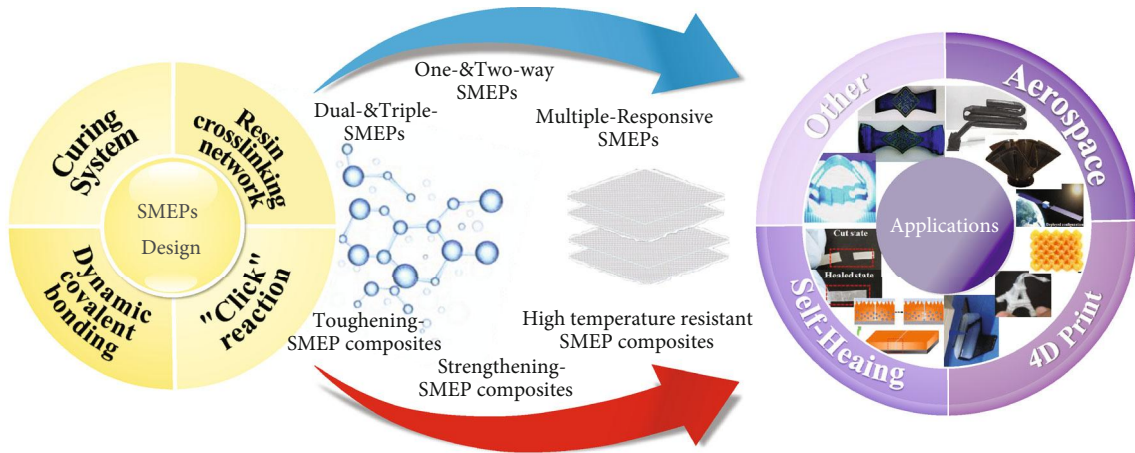 Curing
System
Resin
crosslinking
network
SMEPs
Design
Dynamic
covalent
bonding
"Click"
reaction
One-&Two-way
SMEPs
Dual-&Triple-
SMEPs
Multiple-Responsive
SMEPs
Toughening-
SMEP composites
High temperature resistant
SMEP composites
Strengthening-
SMEP composites
Other
Aerospace
Applications
Cut state
Healed state
Self-Heaing
4D Print